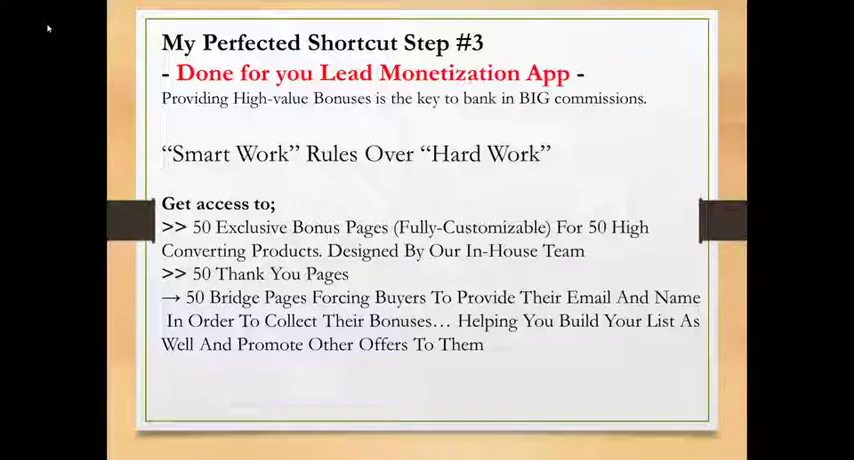 My Perfected Shortcut Step #3
- Done for you Lead Monetization App -
Providing High-value Bonuses is the key to bank in BIG commissions.
“Smart Work” Rules Over “Hard Work”
Get access to;
>> 50 Exclusive Bonus Pages (Fully-Customizable) For 50 High
Converting Products. Designed By Our In-House Team
>> 50 Thank You Pages
→ 50 Bridge Pages Forcing Buyers To Provide Their Email And Name
In Order To Collect Their Bonuses… Helping You Build Your List As
Well And Promote Other Offers To Them